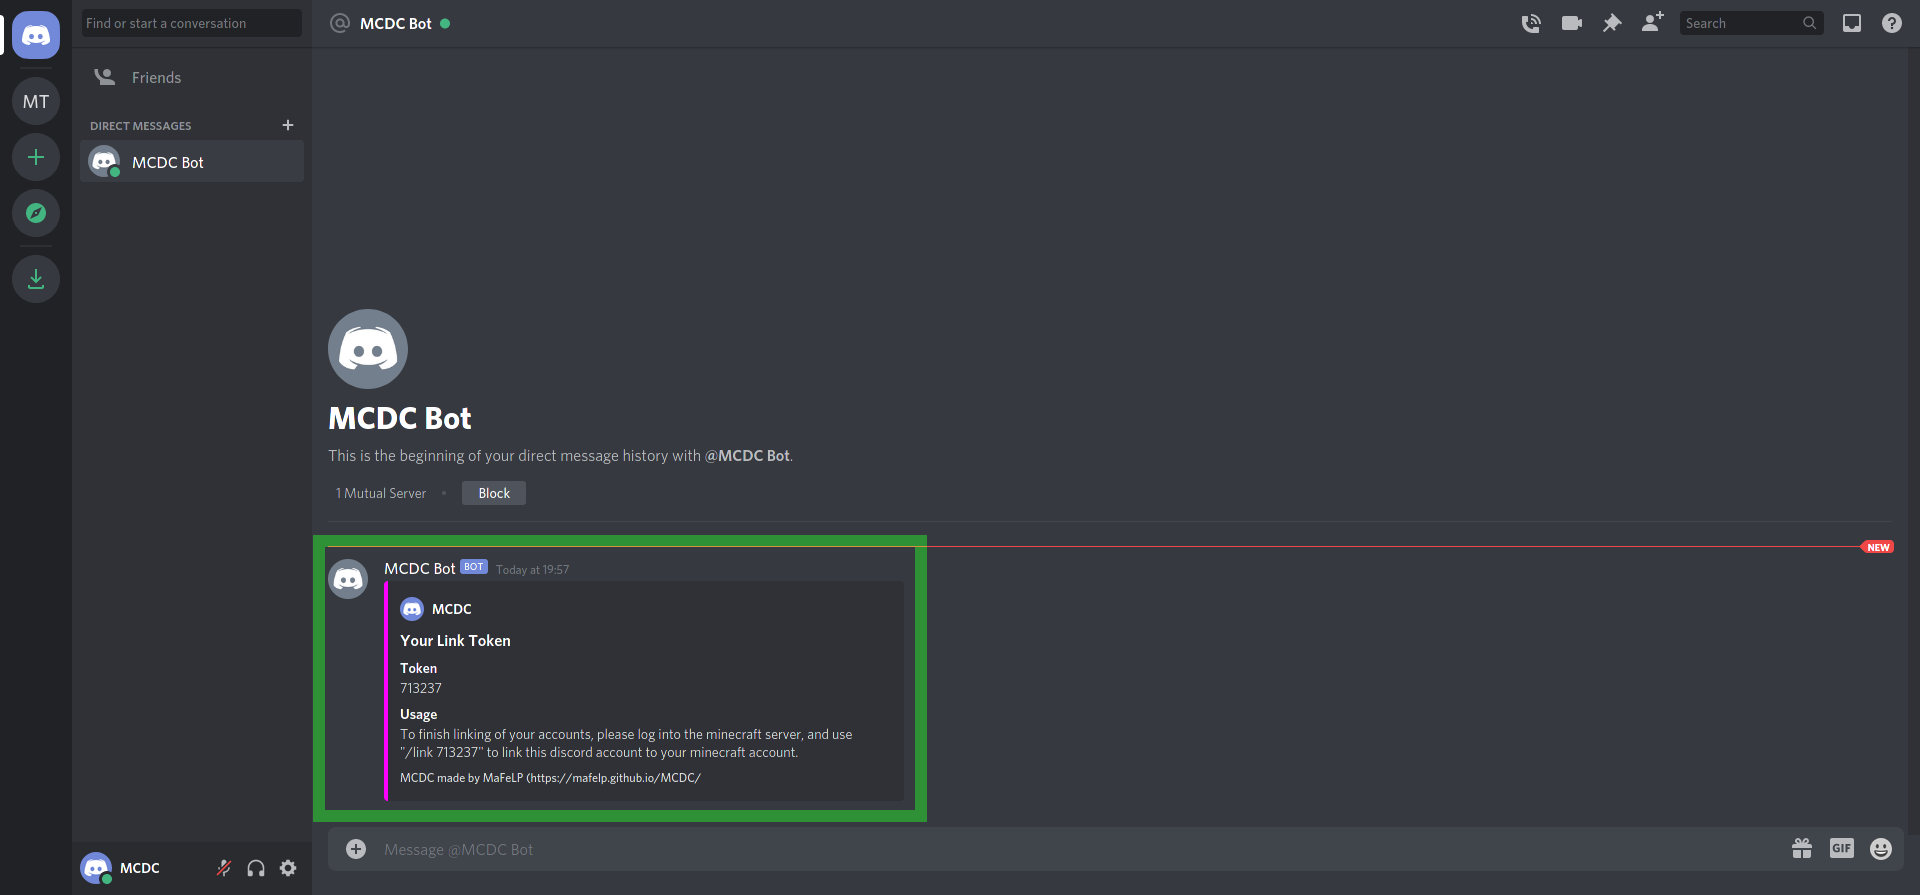 Find or start a conversation
MCDC Bot
Search
MT
Friends
DIRECT MESSAGES
MCDC Bot
MCDC Bot
This is the beginning of your direct message history with @MCDC Bot.
1 Mutual Server
Block
NEW
MCDC Bot BOT Today at 19:57
MCDC
Your Link Token
Token
713237
Usage
To finish linking of your accounts, please log into the minecraft server, and use
"/link 713237" to link this discord account to your minecraft account.
MCDC made by MaFeLP (https://mafelp.github.io/MCDC/
Message @MCDC Bot
GIF
MCDC